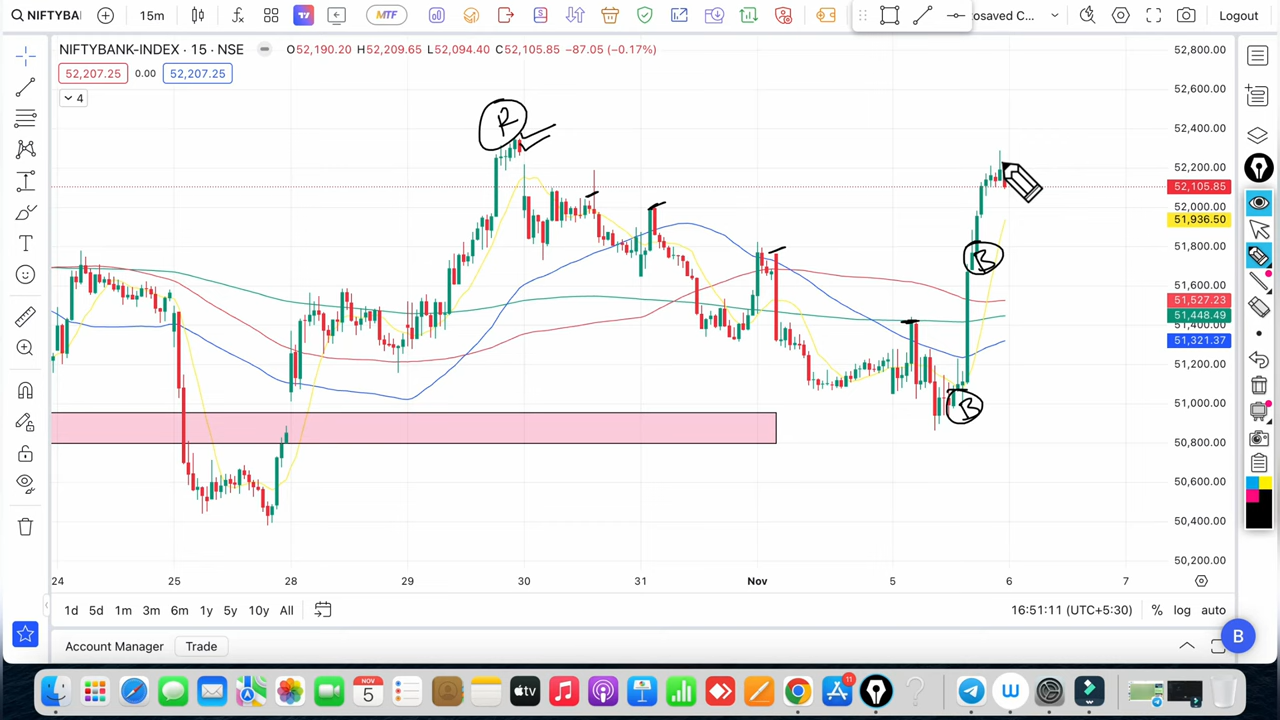 NIFTYBAI
15m
MTF
osaved C...
Logout
NIFTYBANK-INDEX · 15 · NSE
O52,190.20 H52,209.65 L52,094.40 C52,105.85 −87.05 (−0.17%)
52,207.25 0.00 52,207.25
4
R
B
B
52,800.00
52,600.00
52,400.00
52,200.00
52,105.85
52,000.00
51,936.50
51,800.00
51,600.00
51,527.23
51,448.49
51,400.00
51,321.37
51,200.00
51,000.00
50,800.00
50,600.00
50,400.00
50,200.00
24 25 28 29 30 31 Nov 5 6 7
1d 5d 1m 3m 6m 1y 5y 10y All
16:51:11 (UTC+5:30) % log auto
Account Manager Trade
B
NOV
5
tv
11
W